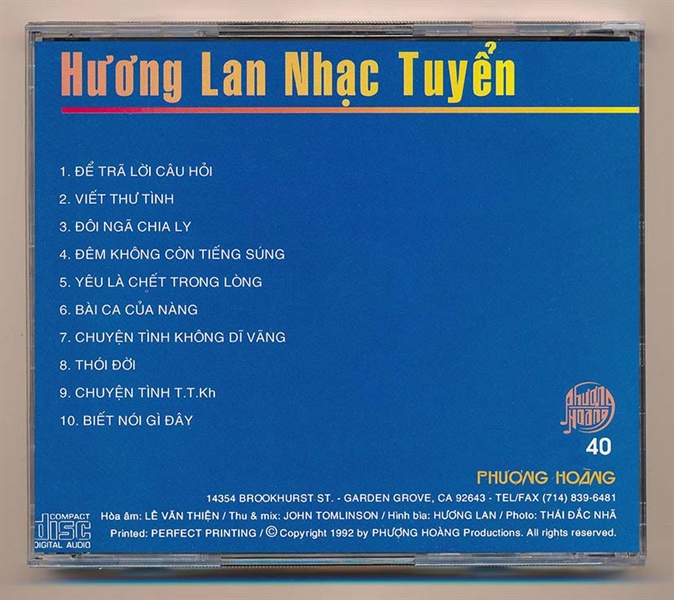 Hương Lan Nhạc Tuyển
1. ĐỂ TRÃ LỜI CÂU HỎI
2. VIẾT THƯ TÌNH
3. ĐÔI NGÃ CHIA LY
4. ĐÊM KHÔNG CÒN TIẾNG SÚNG
5. YÊU LÀ CHẾT TRONG LÒNG
6. BÀI CA CỦA NÀNG
7. CHUYỆN TÌNH KHÔNG DĨ VÃNG
8. THÓI ĐỜI
9. CHUYỆN TÌNH T.T.Kh
10. BIẾT NÓI GÌ ĐÂY
Phượng
Hoàng
40
PHƯỢNG HOÀNG
14354 BROOKHURST ST. - GARDEN GROVE, CA 92643 - TEL/FAX (714) 839-6481
COMPACT
disc
DIGITAL AUDIO
Hòa âm: LÊ VĂN THIỆN / Thu & mix: JOHN TOMLINSON / Hình bìa: HƯƠNG LAN / Photo: THÁI ĐẮC NHÃ
Printed: PERFECT PRINTING / © Copyright 1992 by PHƯỢNG HOÀNG Productions. All rights reserved.